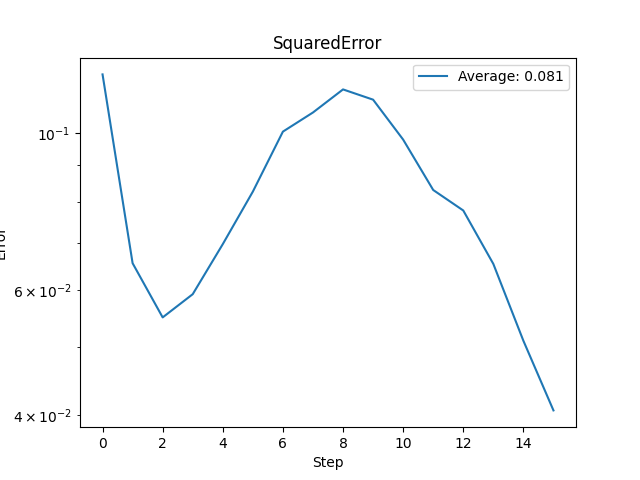 SquaredError
Average: 0.081
10⁻¹
6 × 10⁻²
4 × 10⁻²
Error
0 2 4 6 8 10 12 14
Step